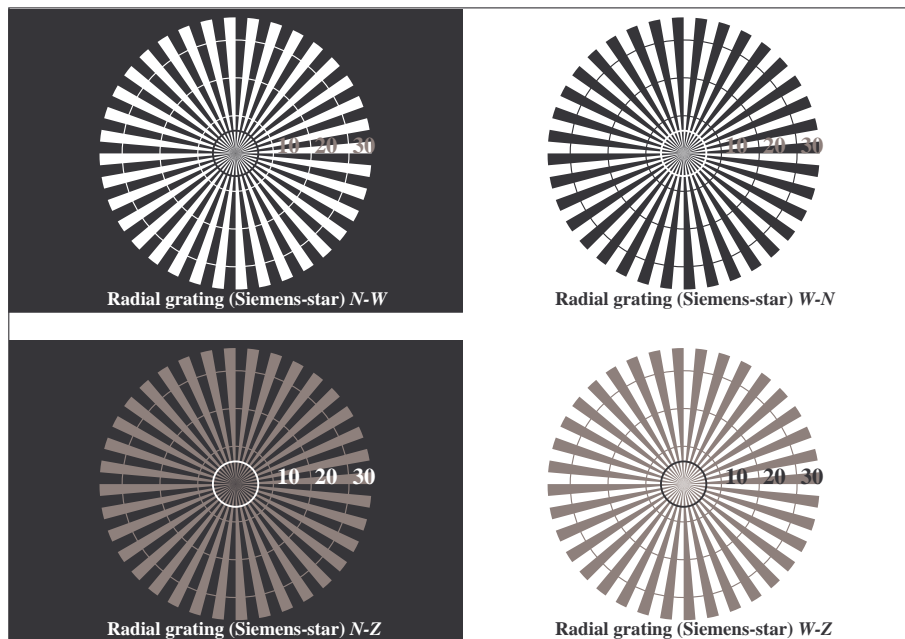 10 20 30
Radial grating (Siemens-star) N-W
10 20 30
Radial grating (Siemens-star) W-N
10 20 30
Radial grating (Siemens-star) N-Z
10 20 30
Radial grating (Siemens-star) W-Z